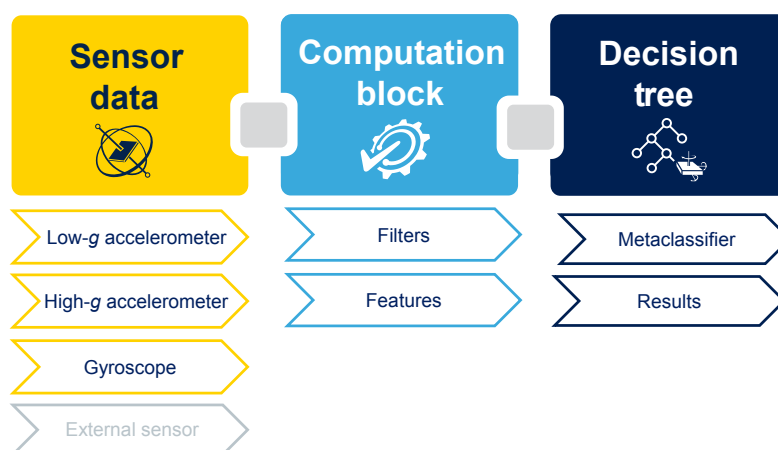 Sensor
data
Computation
block
Decision
tree
Low-g accelerometer
High-g accelerometer
Gyroscope
External sensor
Filters
Features
Metaclassifier
Results